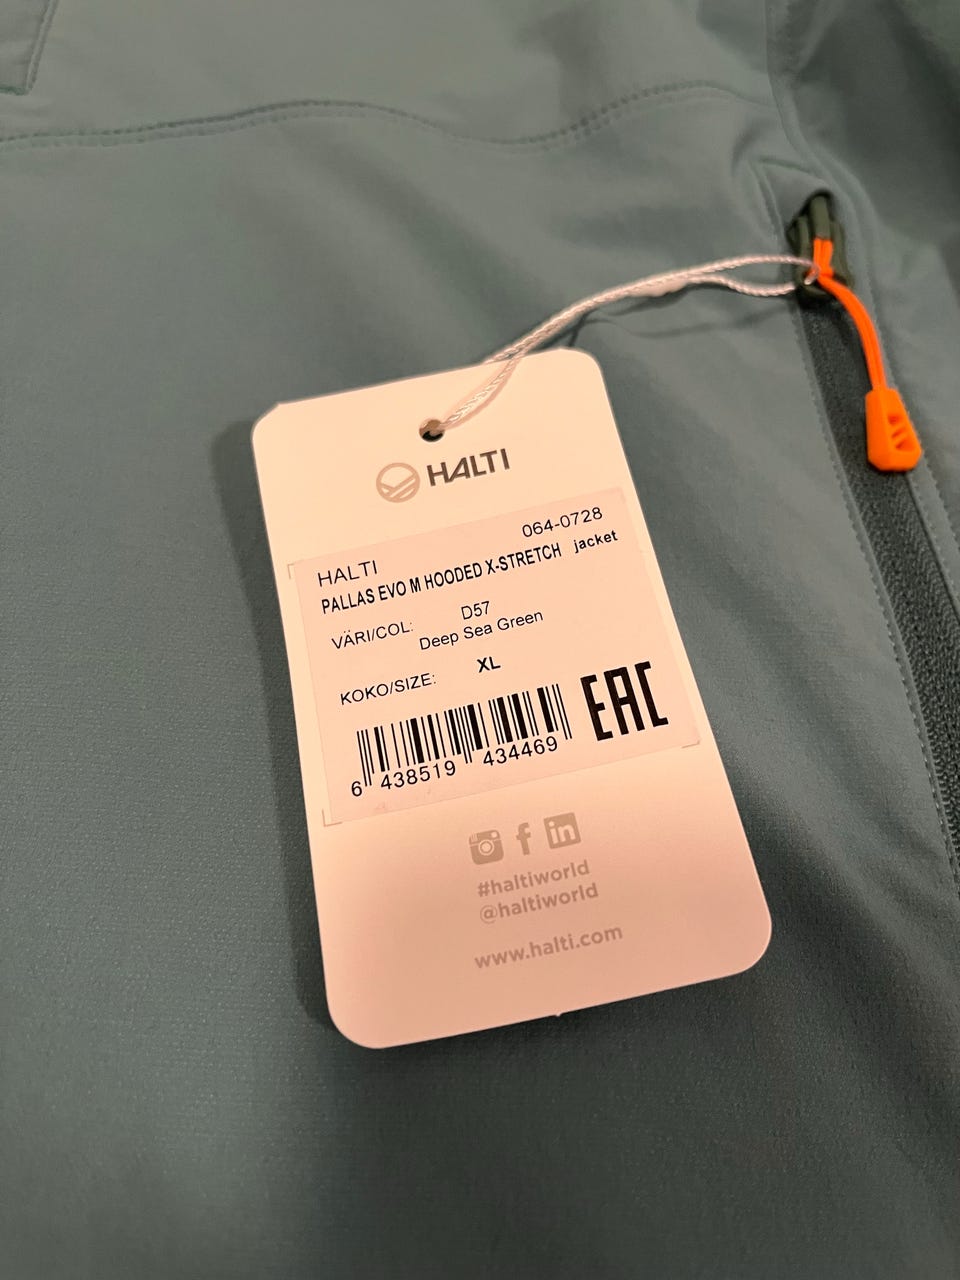 HALTI
064-0728
HALTI
PALLAS EVO M HOODED X-STRETCH jacket
VÄRI/COL: D57
Deep Sea Green
KOKO/SIZE: XL
EAC
6 438519 434469
#haltiworld
@haltiworld
www.halti.com